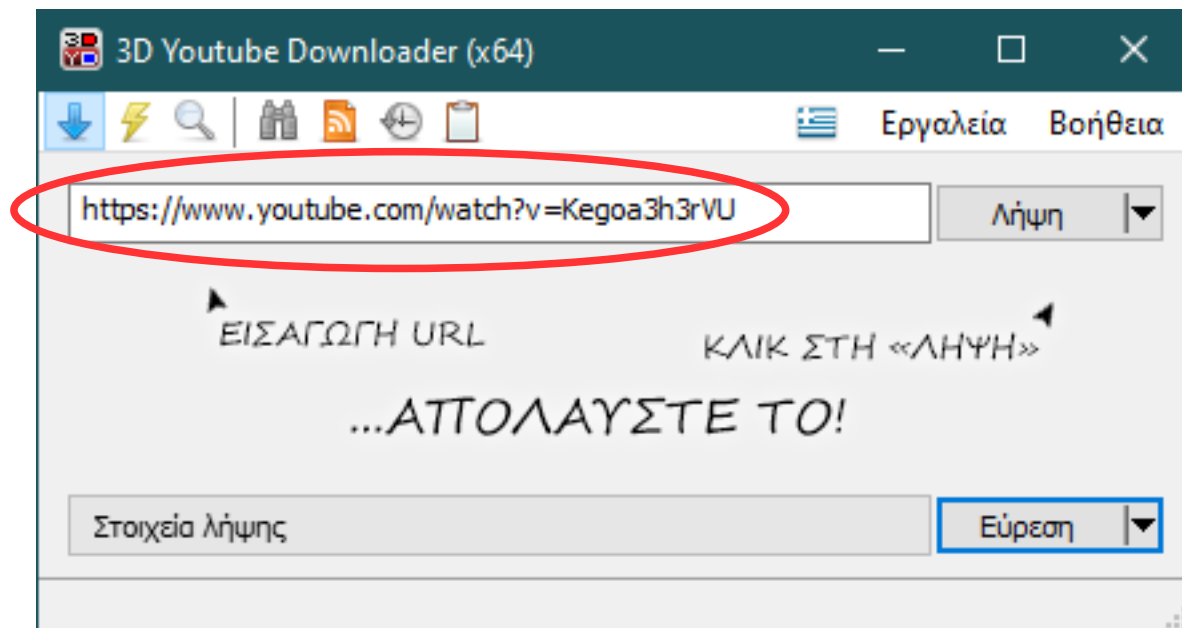 3D Youtube Downloader (x64)
Εργαλεία Βοήθεια
https://www.youtube.com/watch?v=Kegoa3h3rVU
Λήψη
ΕΙΣΑΓΩΓΗ URL
ΚΛΙΚ ΣΤΗ «ΛΗΨΗ»
...ΑΠΟΛΑΥΣΤΕ ΤΟ!
Στοιχεία λήψης
Εύρεση